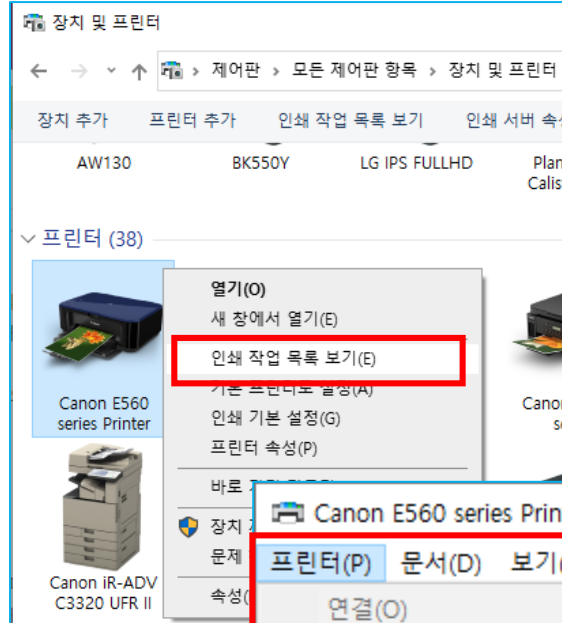 장치 및 프린터
제어판 > 모든 제어판 항목 > 장치 및 프린터
장치 추가 프린터 추가 인쇄 작업 목록 보기 인쇄 서버 속성
AW130 BK550Y LG IPS FULLHD Plan
Calis
프린터 (38)
열기(O)
새 창에서 열기(E)
인쇄 작업 목록 보기(E)
기본 프린터로 설정(A)
인쇄 기본 설정(G)
프린터 속성(P)
바로
장치
문제
속성(
Canon E560
series Printer
Canon
s
Canon iR-ADV
C3320 UFR II
Canon E560 series Prin
프린터(P) 문서(D) 보기(
연결(O)